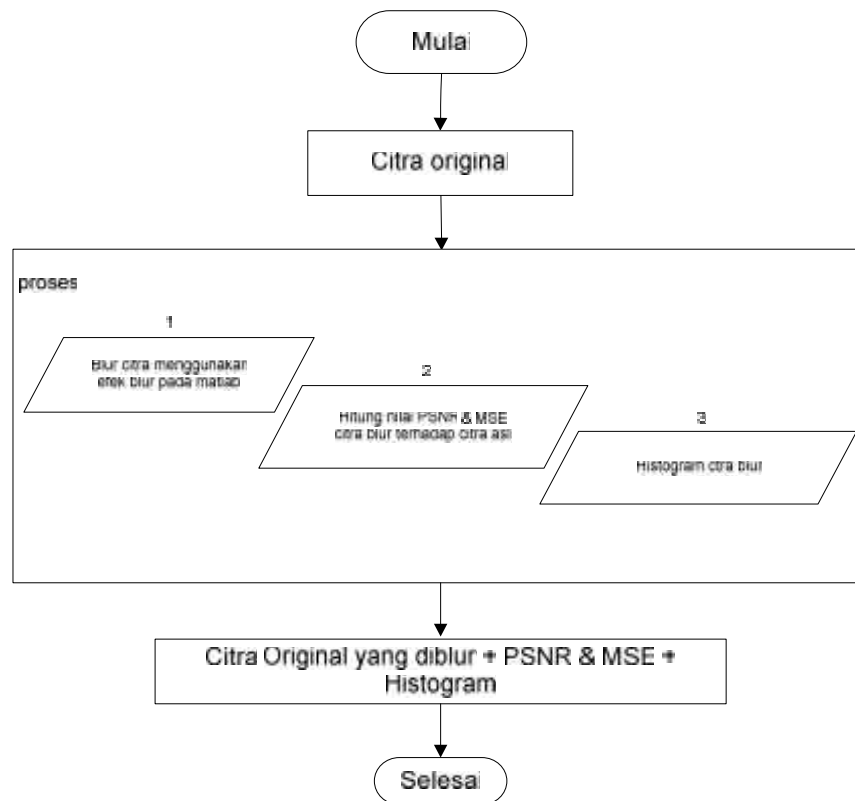 Mulai
Citra original
proses
1
Blur citra menggunakan
efek blur pada matlab
2
Hitung nilai PSNR & MSE
citra blur terhadap citra asli
3
Histogram citra blur
Citra Original yang diblur + PSNR & MSE +
Histogram
Selesai